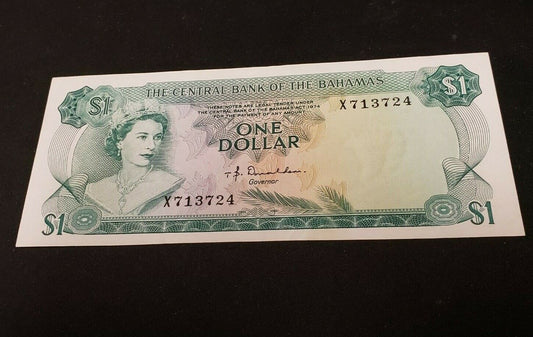 THE CENTRAL BANK OF THE BAHAMAS
$1
$1
THESE NOTES ARE LEGAL TENDER UNDER
THE CENTRAL BANK OF THE BAHAMAS ACT 1974
FOR THE PAYMENT OF ANY AMOUNT
X713724
ONE
DOLLAR
T. B. Donaldson.
Governor
X713724
$1
$1